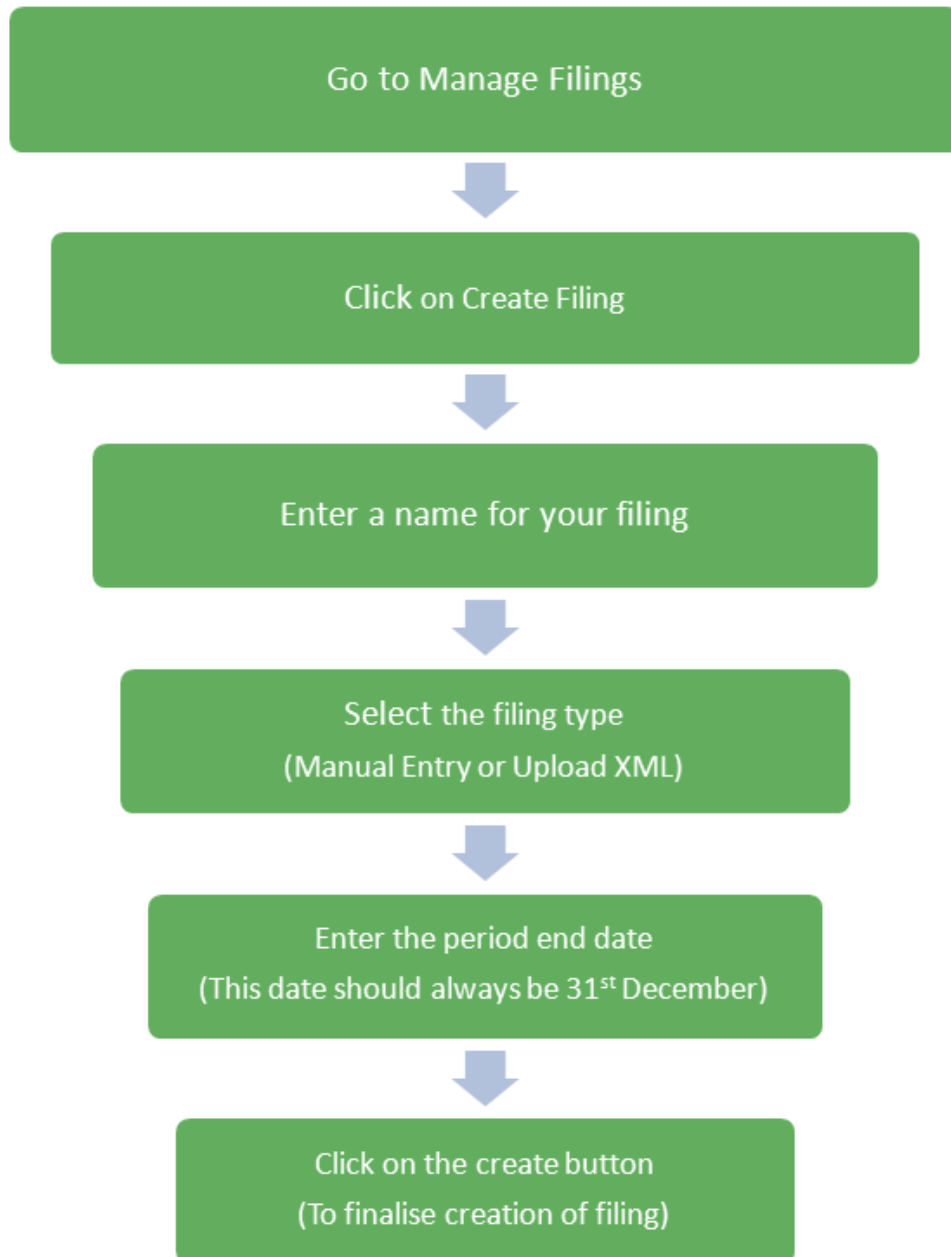 Go to Manage Filings
Click on Create Filing
Enter a name for your filing
Select the filing type
(Manual Entry or Upload XML)
Enter the period end date
(This date should always be 31st December)
Click on the create button
(To finalise creation of filing)